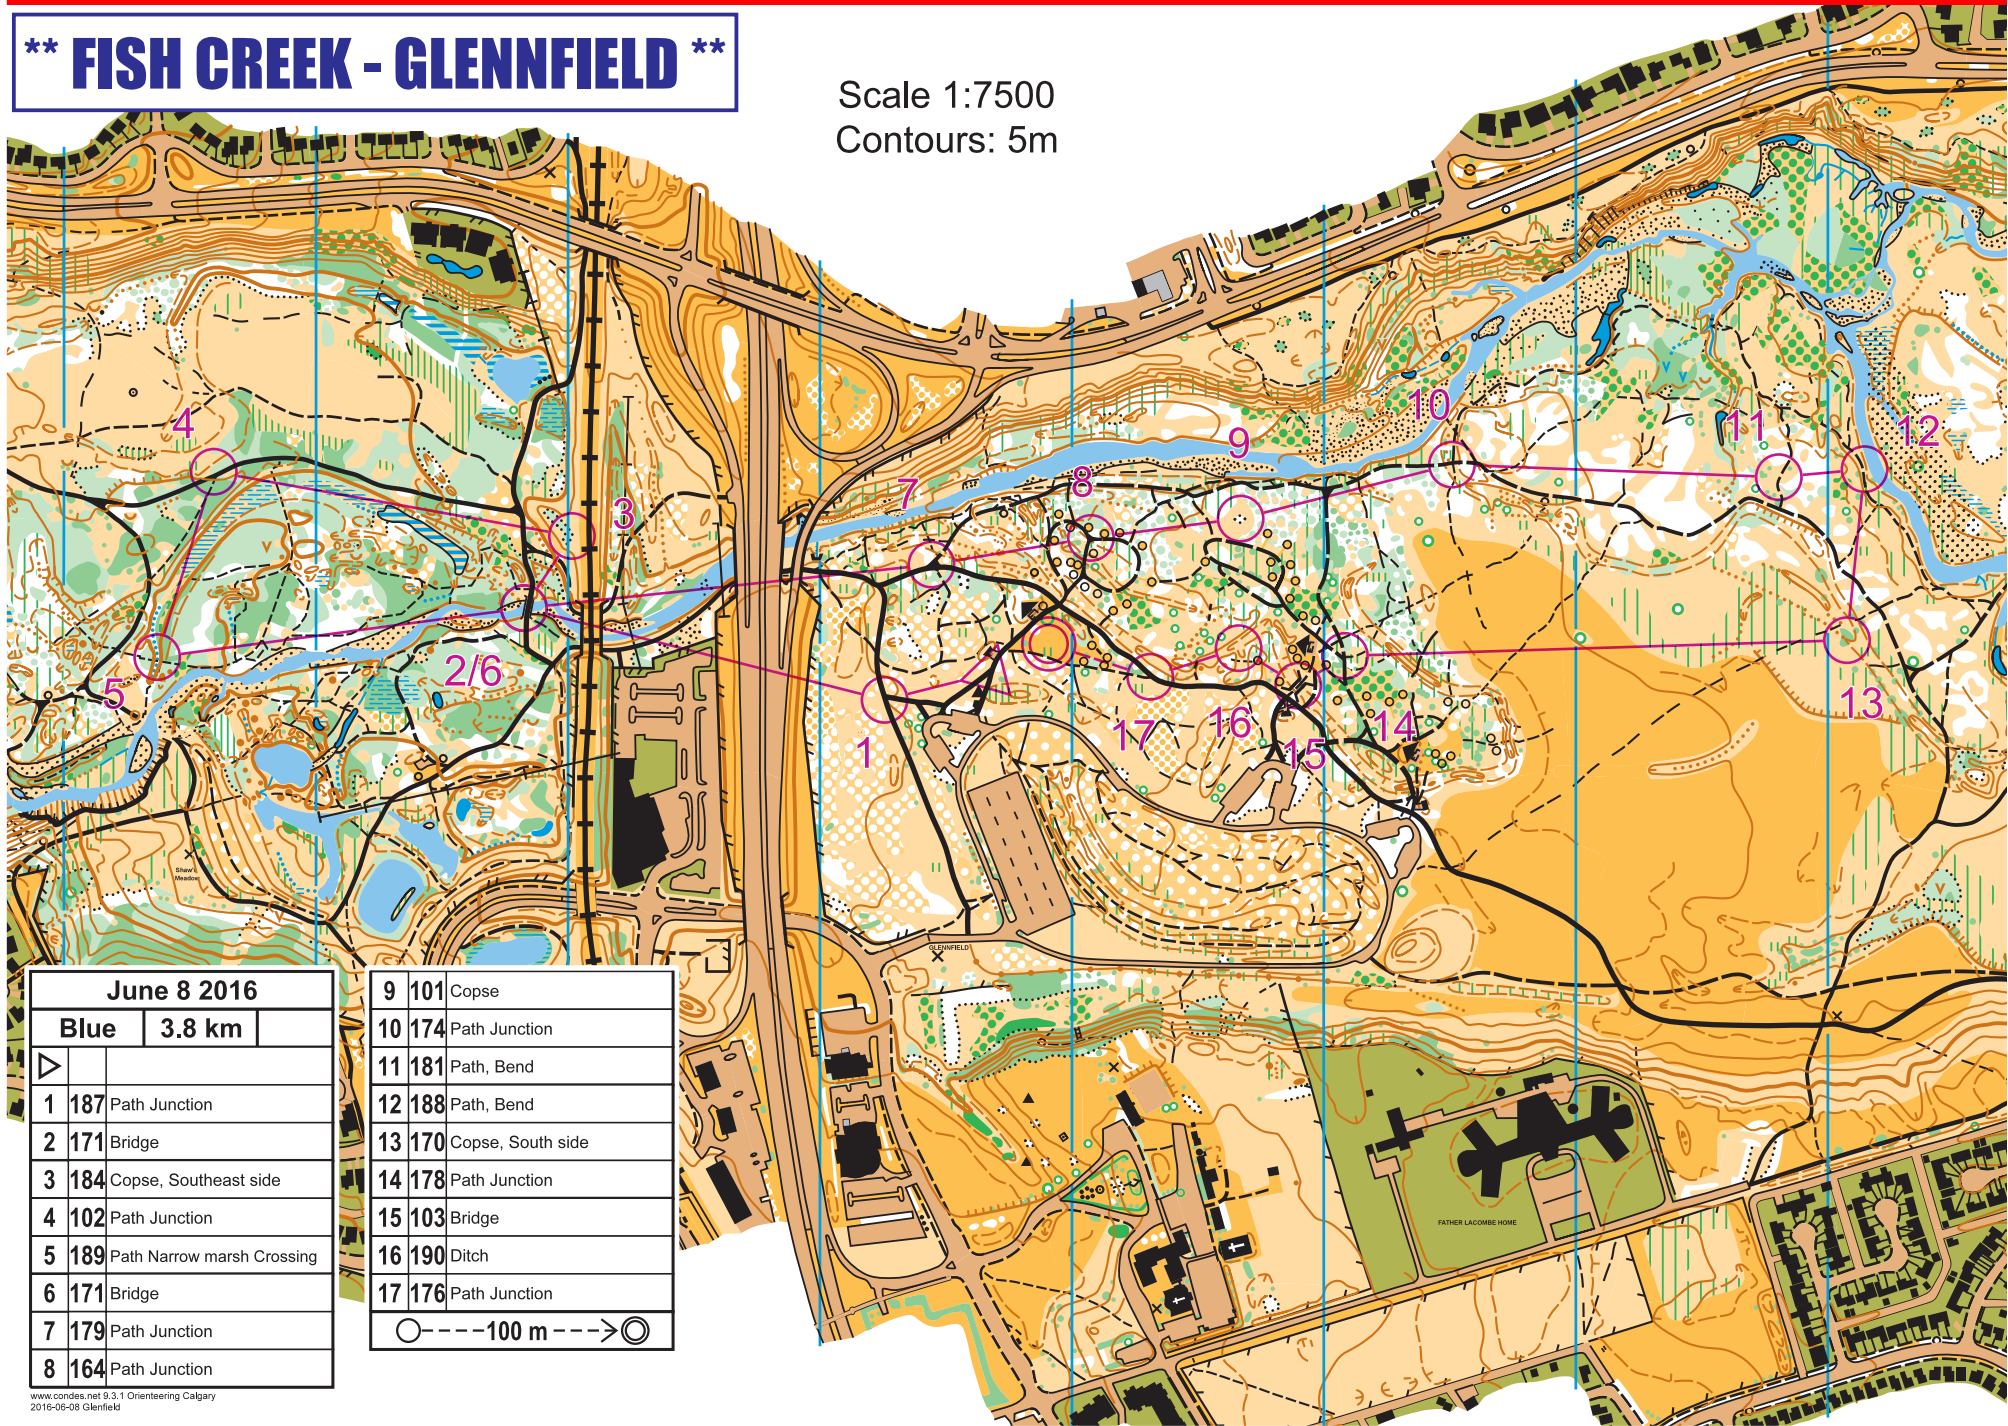 ** FISH CREEK - GLENNFIELD **
Scale 1:7500
Contours: 5m
4
3
5
2/6
1
7
8
9
10
11
12
13
14
15
16
17
Shaw's
Meadow
GLENNFIELD
FATHER LACOMBE HOME
June 8 2016
Blue 3.8 km
1 187 Path Junction
2 171 Bridge
3 184 Copse, Southeast side
4 102 Path Junction
5 189 Path Narrow marsh Crossing
6 171 Bridge
7 179 Path Junction
8 164 Path Junction
9 101 Copse
10 174 Path Junction
11 181 Path, Bend
12 188 Path, Bend
13 170 Copse, South side
14 178 Path Junction
15 103 Bridge
16 190 Ditch
17 176 Path Junction
100 m
www.condes.net 9.3.1 Orienteering Calgary
2016-06-08 Glenfield